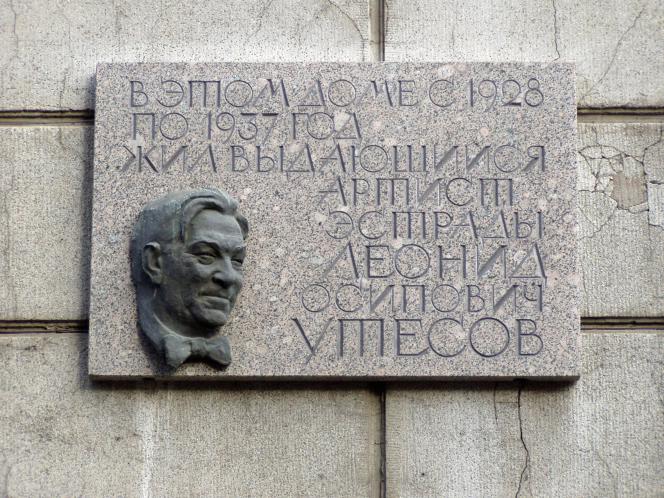 В ЭТОМ ДОМЕ С 1928
ПО 1937 ГОД
ЖИЛ ВЫДАЮЩИЙСЯ
АРТИСТ
ЭСТРАДЫ
ЛЕОНИД
ОСИПОВИЧ
УТЕСОВ